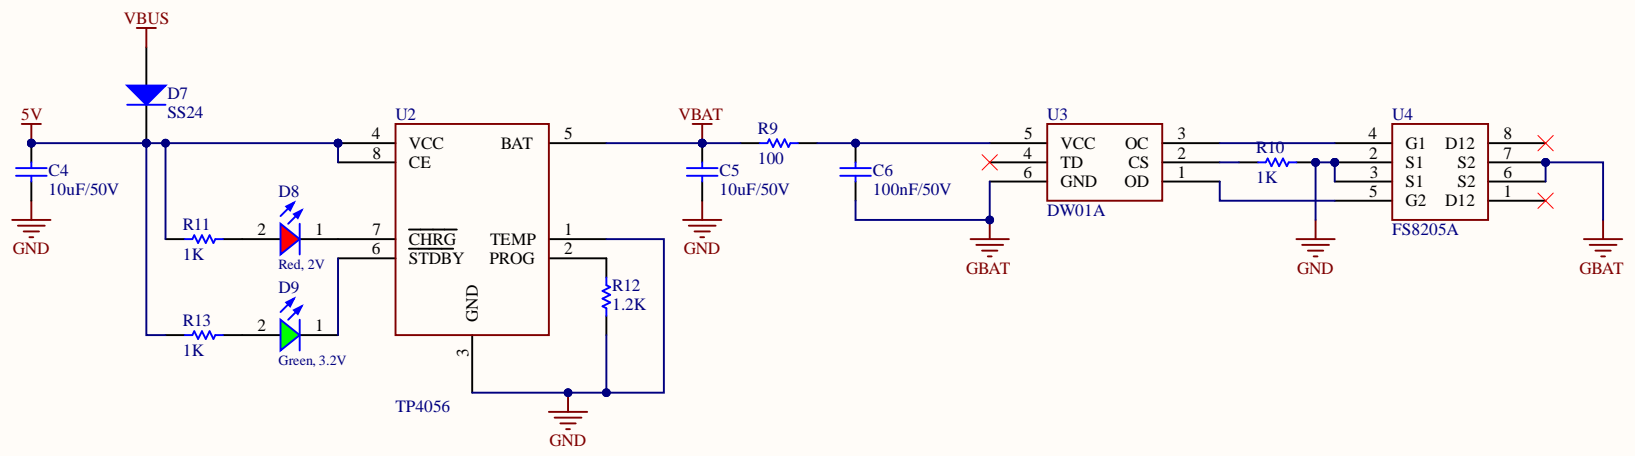 VBUS
D7
SS24
5V
C4
10uF/50V
GND
R11
1K
2
D8
1
Red, 2V
R13
1K
2
D9
1
Green, 3.2V
U2
4
VCC
8
CE
7
CHRG
6
STDBY
BAT
5
TEMP
1
PROG
2
GND
3
TP4056
R12
1.2K
GND
VBAT
C5
10uF/50V
GND
R9
100
C6
100nF/50V
U3
5
VCC
4
TD
6
GND
OC
3
CS
2
OD
1
DW01A
GBAT
R10
1K
GND
U4
4
G1
2
S1
3
S1
5
G2
D12
8
S2
7
S2
6
D12
1
FS8205A
GBAT